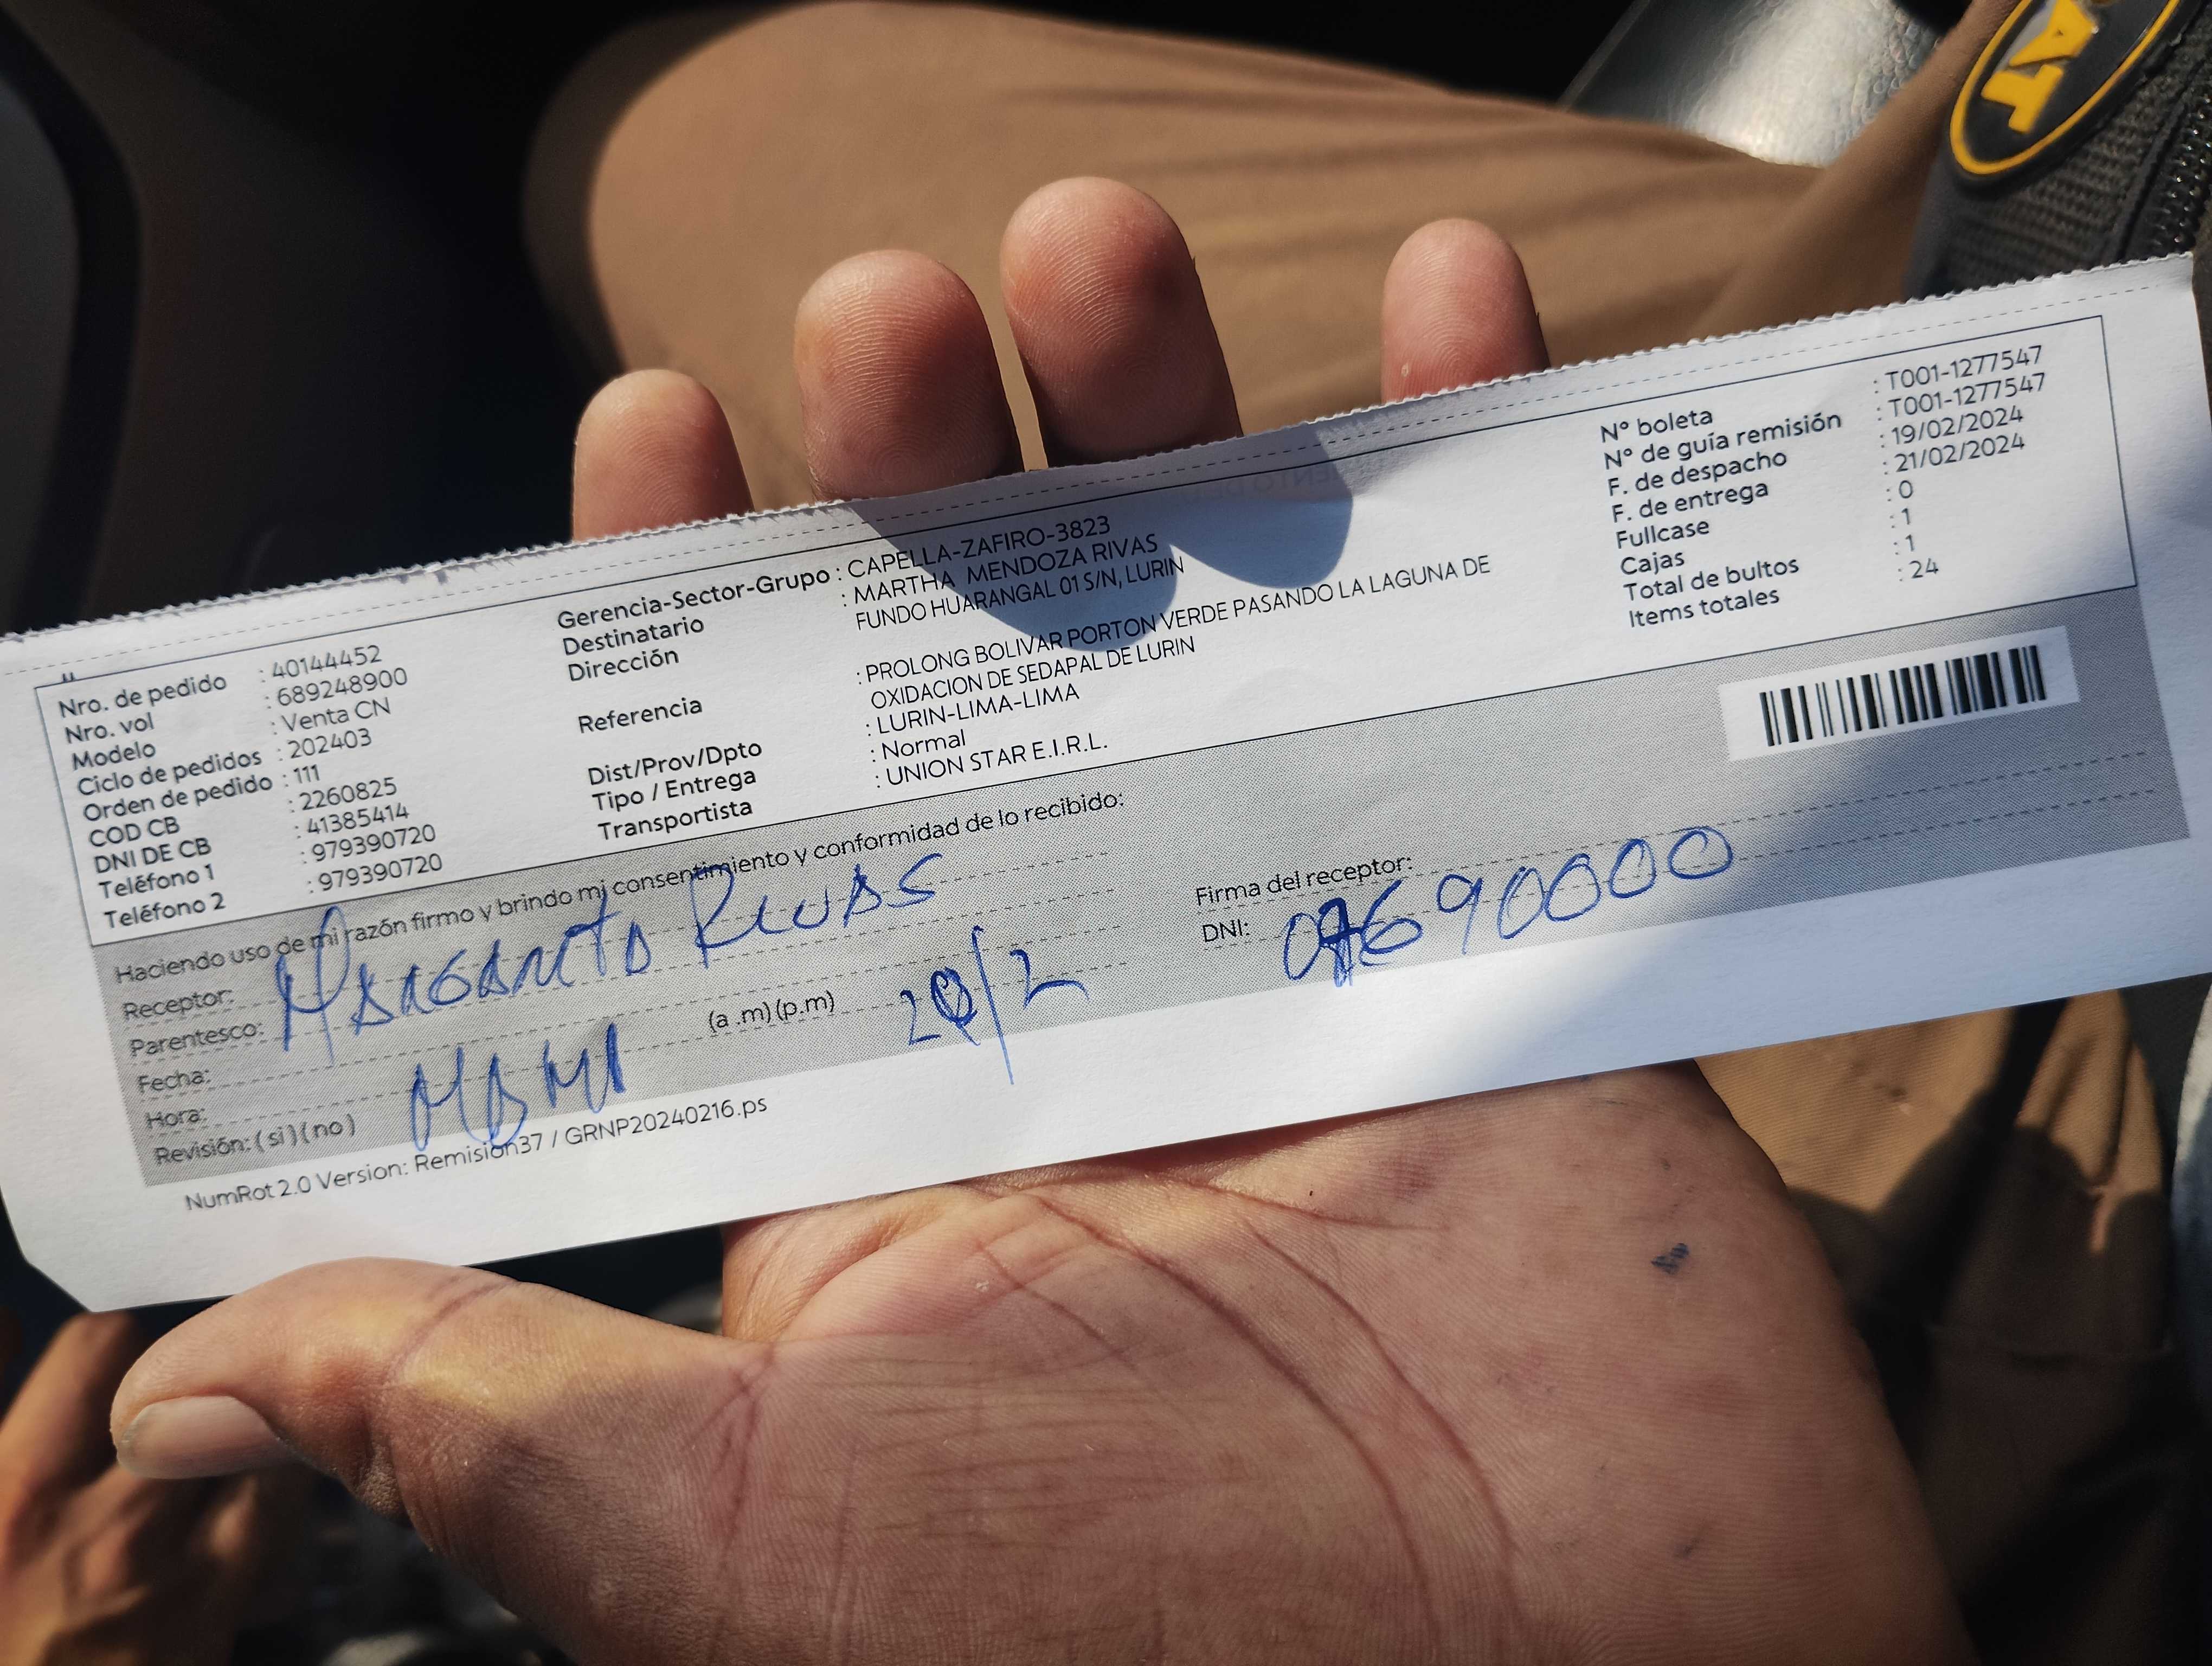 AT
Nro. de pedido : 40144452
Nro. vol : 689248900
Modelo : Venta CN
Ciclo de pedidos : 202403
Orden de pedido : 111
COD CB : 2260825
DNI DE CB : 41385414
Teléfono 1 : 979390720
Teléfono 2 : 979390720
Gerencia-Sector-Grupo : CAPELLA-ZAFIRO-3823
Destinatario : MARTHA MENDOZA RIVAS
Dirección FUNDO HUARANGAL 01 S/N, LURIN
Referencia : PROLONG BOLIVAR PORTON VERDE PASANDO LA LAGUNA DE
OXIDACION DE SEDAPAL DE LURIN
Dist/Prov/Dpto : LURIN-LIMA-LIMA
Tipo / Entrega : Normal
Transportista : UNION STAR E.I.R.L.
N° boleta : T001-1277547
N° de guía remisión : T001-1277547
F. de despacho : 19/02/2024
F. de entrega : 21/02/2024
Fullcase : 0
Cajas : 1
Total de bultos : 1
Items totales : 24
Haciendo uso de mi razón firmo y brindo mi consentimiento y conformidad de lo recibido:
Receptor: Rivas
Parentesco:
Fecha:
Hora: (a .m) (p.m) 20/2
Revisión: (si) (no) MAMI
Firma del receptor:
DNI:
NumRot 2.0 Version: Remisión37 / GRNP20240216.ps